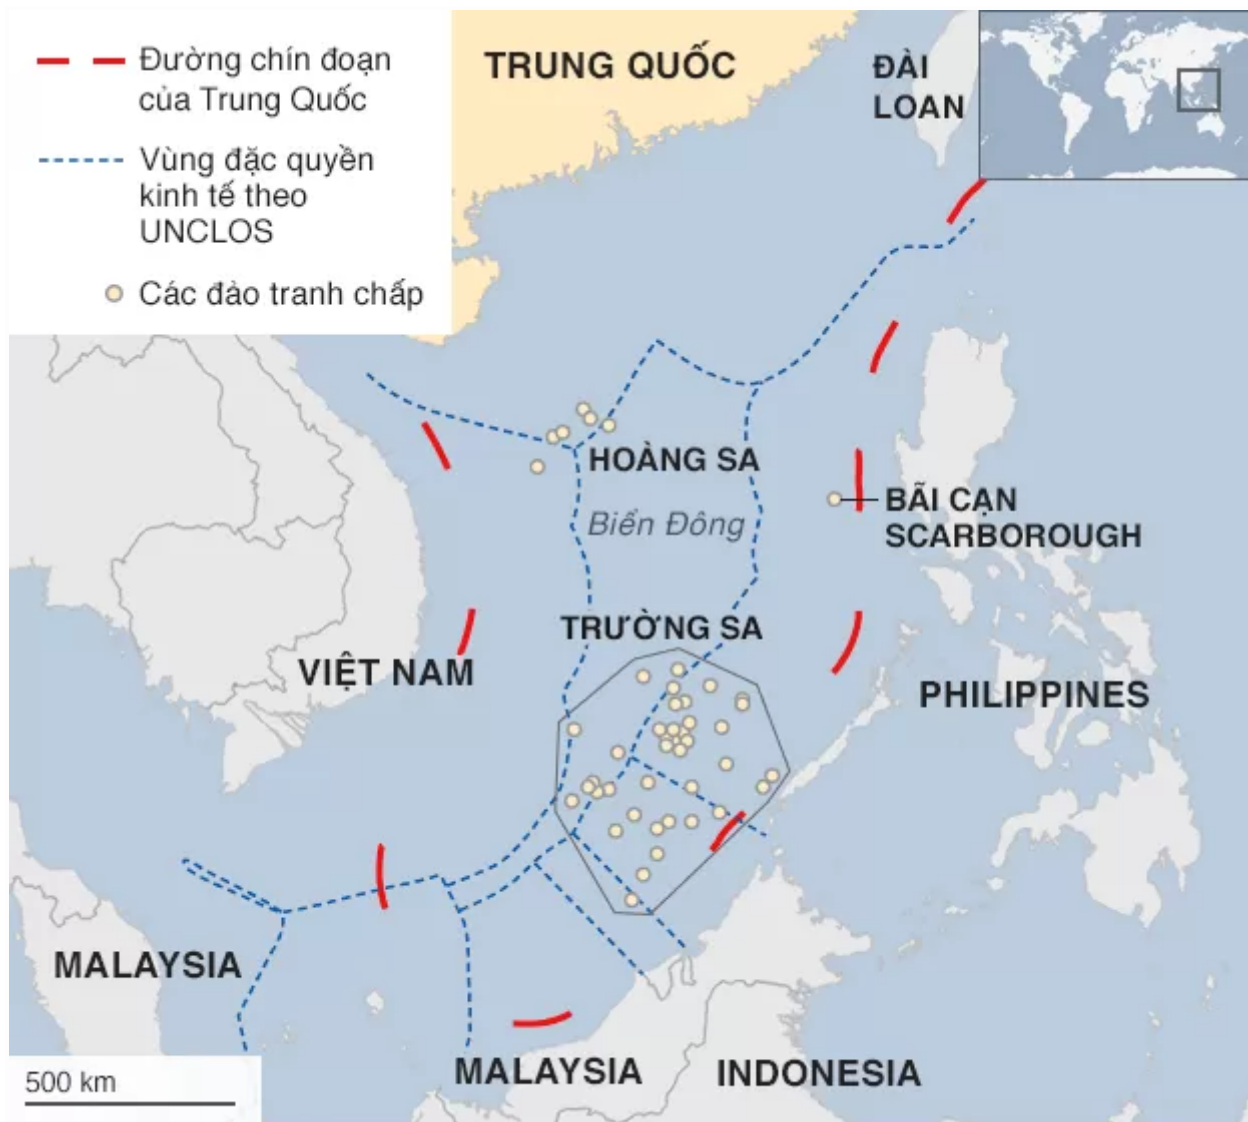 Đường chín đoạn
của Trung Quốc
Vùng đặc quyền
kinh tế theo
UNCLOS
Các đảo tranh chấp
TRUNG QUỐC
ĐÀI
LOAN
HOÀNG SA
Biển Đông
BÃI CẠN
SCARBOROUGH
TRƯỜNG SA
VIỆT NAM
PHILIPPINES
MALAYSIA
MALAYSIA
INDONESIA
500 km